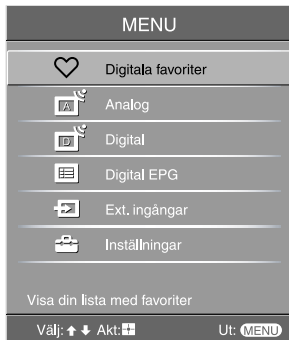 MENU
Digitala favoriter
A Analog
D Digital
Digital EPG
Ext. ingångar
Inställningar
Visa din lista med favoriter
Välj: Akt: Ut: MENU